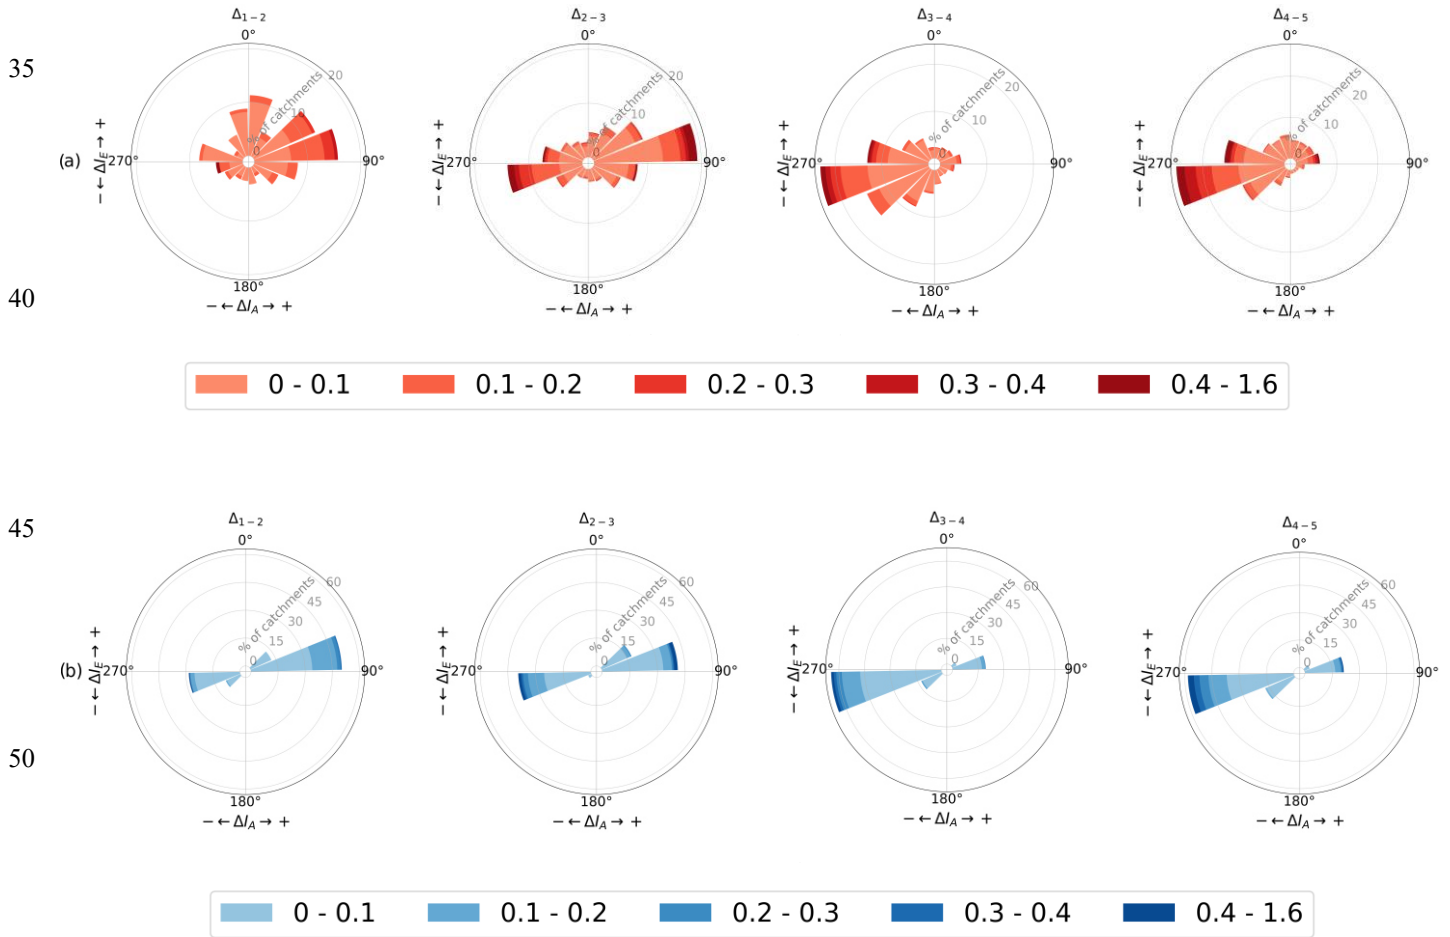 Δ1−2 Δ2−3 Δ3−4 Δ4−5
0° 0° 0° 0°
35
% of catchments 20 % of catchments 20 % of catchments 20 % of catchments 20
10 10 10 10
0 0 0 0
− ← ΔIE → + − ← ΔIE → + − ← ΔIE → + − ← ΔIE → +
(a) 270° 90° 270° 90° 270° 90° 270° 90°
40
180° 180° 180° 180°
− ← ΔIA → + − ← ΔIA → + − ← ΔIA → + − ← ΔIA → +
0 - 0.1 0.1 - 0.2 0.2 - 0.3 0.3 - 0.4 0.4 - 1.6
45
Δ1−2 Δ2−3 Δ3−4 Δ4−5
0° 0° 0° 0°
% of catchments 60 % of catchments 60 % of catchments 60 % of catchments 60
45 45 45 45
30 30 30 30
15 15 15 15
0 0 0 0
− ← ΔIE → + − ← ΔIE → + − ← ΔIE → + − ← ΔIE → +
(b) 270° 90° 270° 90° 270° 90° 270° 90°
50
180° 180° 180° 180°
− ← ΔIA → + − ← ΔIA → + − ← ΔIA → + − ← ΔIA → +
0 - 0.1 0.1 - 0.2 0.2 - 0.3 0.3 - 0.4 0.4 - 1.6